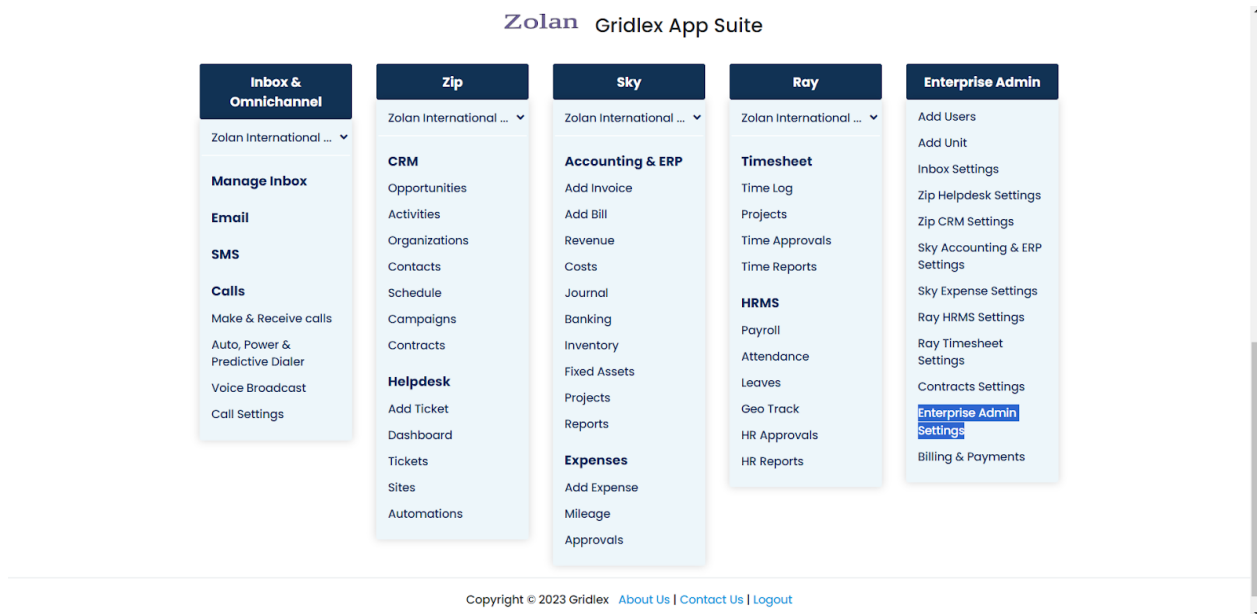 Zolan Gridlex App Suite
Inbox &
Omnichannel
Zolan International ...
Manage Inbox
Email
SMS
Calls
Make & Receive calls
Auto, Power &
Predictive Dialer
Voice Broadcast
Call Settings
Zip
Zolan International ...
CRM
Opportunities
Activities
Organizations
Contacts
Schedule
Campaigns
Contracts
Helpdesk
Add Ticket
Dashboard
Tickets
Sites
Automations
Sky
Zolan International ...
Accounting & ERP
Add Invoice
Add Bill
Revenue
Costs
Journal
Banking
Inventory
Fixed Assets
Projects
Reports
Expenses
Add Expense
Mileage
Approvals
Ray
Zolan International ...
Timesheet
Time Log
Projects
Time Approvals
Time Reports
HRMS
Payroll
Attendance
Leaves
Geo Track
HR Approvals
HR Reports
Enterprise Admin
Add Users
Add Unit
Inbox Settings
Zip Helpdesk Settings
Zip CRM Settings
Sky Accounting & ERP
Settings
Sky Expense Settings
Ray HRMS Settings
Ray Timesheet
Settings
Contracts Settings
Enterprise Admin
Settings
Billing & Payments
Copyright © 2023 Gridlex About Us | Contact Us | Logout